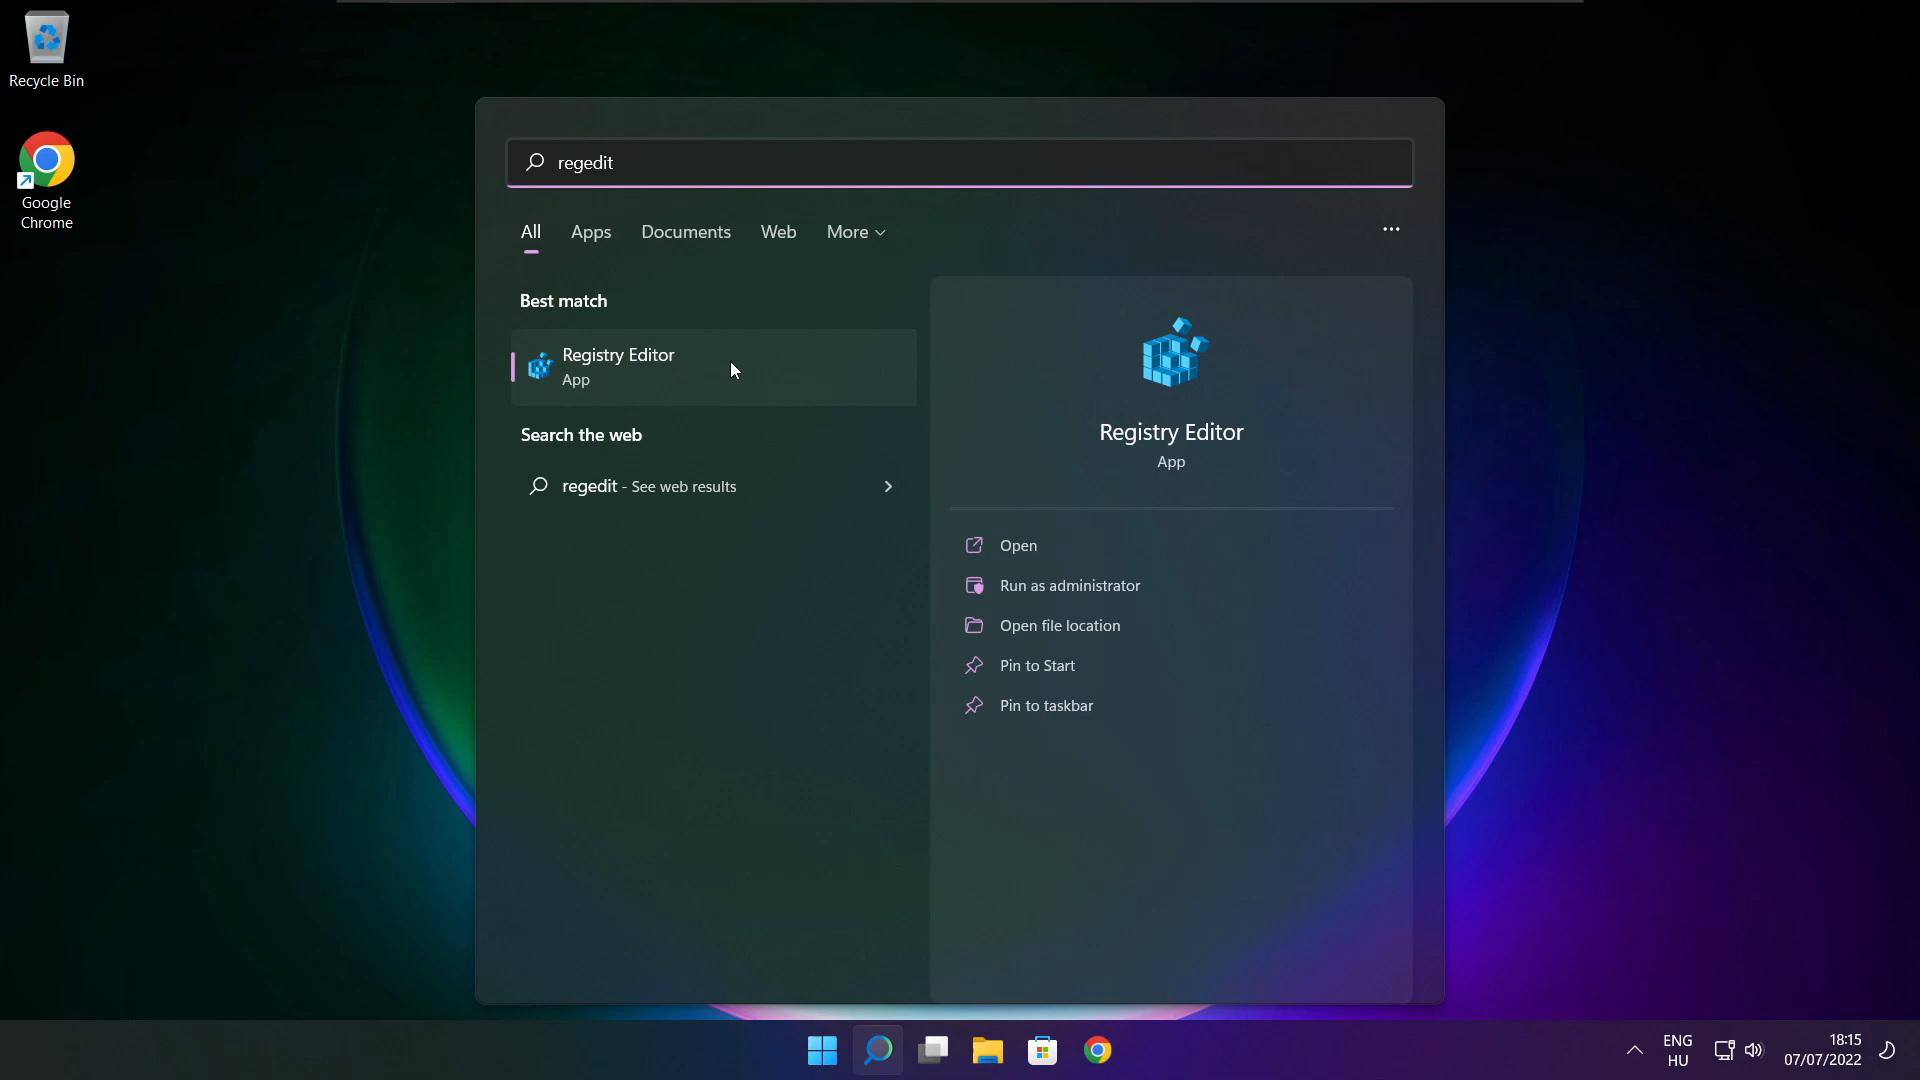 Recycle Bin
Google
Chrome
regedit
All Apps Documents Web More
Best match
Registry Editor
App
Search the web
regedit - See web results
Registry Editor
App
Open
Run as administrator
Open file location
Pin to Start
Pin to taskbar
ENG
HU
18:15
07/07/2022